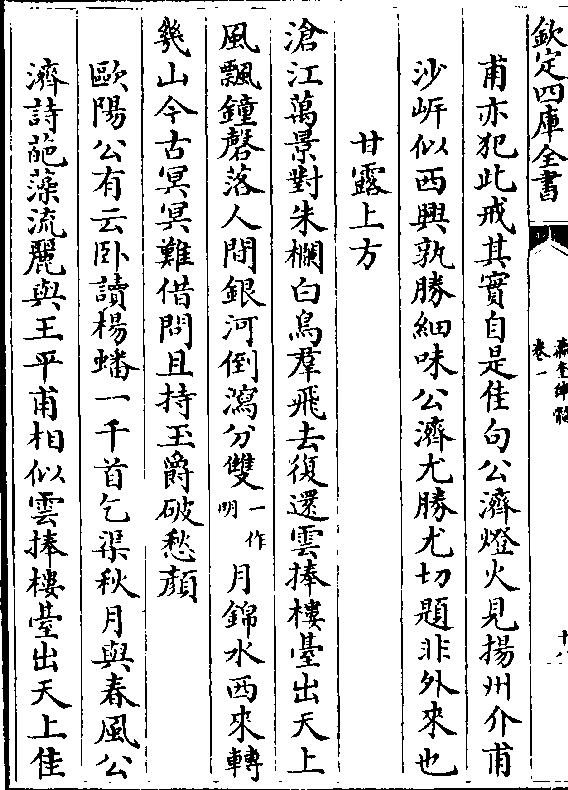 欽定四庫全書
卷一
甫亦犯此戒其實自是佳句公濟燈火見揚州介甫
沙㟁似西興孰勝細味公濟尤勝尤切題非外來也
甘露上方
滄江萬景對朱欄白鳥羣飛去復還雲捧樓臺出天上
風飄鐘磬落人間銀河倒瀉分雙一作明月錦水西來轉
幾山今古冥冥難借問且持玉爵破愁顔
歐陽公有云卧讀楊蟠一千首乞渠秋月與春風公
濟詩葩藻流麗與王平甫相似雲捧樓臺出天上佳